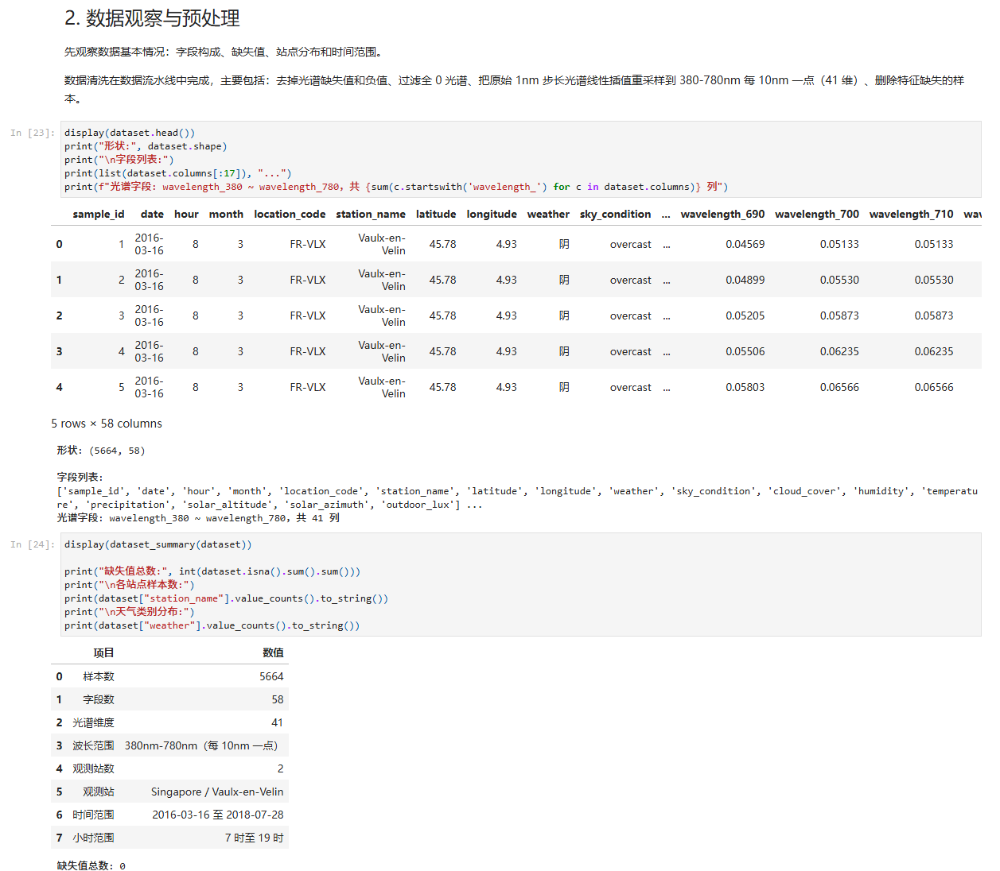 2. 数据观察与预处理
先观察数据基本情况：字段构成、缺失值、站点分布和时间范围。
数据清洗在数据流水线中完成，主要包括：去掉光谱缺失值和负值、过滤全 0 光谱、把原始 1nm 步长光谱线性插值重采样到 380-780nm 每 10nm 一点（41 维）、删除特征缺失的样
本。
In [23]:
display(dataset.head())
print("形状:", dataset.shape)
print("\n字段列表:")
print(list(dataset.columns[:17]), "...")
print(f"光谱字段: wavelength_380 ~ wavelength_780，共 {sum(c.startswith('wavelength_') for c in dataset.columns)} 列")
sample_id date hour month location_code station_name latitude longitude weather sky_condition ... wavelength_690 wavelength_700 wavelength_710 wav
0 1 2016-03-16 8 3 FR-VLX Vaulx-en-Velin 45.78 4.93 阴 overcast ... 0.04569 0.05133 0.05133
1 2 2016-03-16 8 3 FR-VLX Vaulx-en-Velin 45.78 4.93 阴 overcast ... 0.04899 0.05530 0.05530
2 3 2016-03-16 8 3 FR-VLX Vaulx-en-Velin 45.78 4.93 阴 overcast ... 0.05205 0.05873 0.05873
3 4 2016-03-16 8 3 FR-VLX Vaulx-en-Velin 45.78 4.93 阴 overcast ... 0.05506 0.06235 0.06235
4 5 2016-03-16 8 3 FR-VLX Vaulx-en-Velin 45.78 4.93 阴 overcast ... 0.05803 0.06566 0.06566
5 rows × 58 columns
形状: (5664, 58)
字段列表:
['sample_id', 'date', 'hour', 'month', 'location_code', 'station_name', 'latitude', 'longitude', 'weather', 'sky_condition', 'cloud_cover', 'humidity', 'temperatu
re', 'precipitation', 'solar_altitude', 'solar_azimuth', 'outdoor_lux'] ...
光谱字段: wavelength_380 ~ wavelength_780，共 41 列
In [24]:
display(dataset_summary(dataset))
print("缺失值总数:", int(dataset.isna().sum().sum()))
print("\n各站点样本数:")
print(dataset["station_name"].value_counts().to_string())
print("\n天气类别分布:")
print(dataset["weather"].value_counts().to_string())
项目 数值
0 样本数 5664
1 字段数 58
2 光谱维度 41
3 波长范围 380nm-780nm（每 10nm 一点）
4 观测站数 2
5 观测站 Singapore / Vaulx-en-Velin
6 时间范围 2016-03-16 至 2018-07-28
7 小时范围 7 时至 19 时
缺失值总数: 0